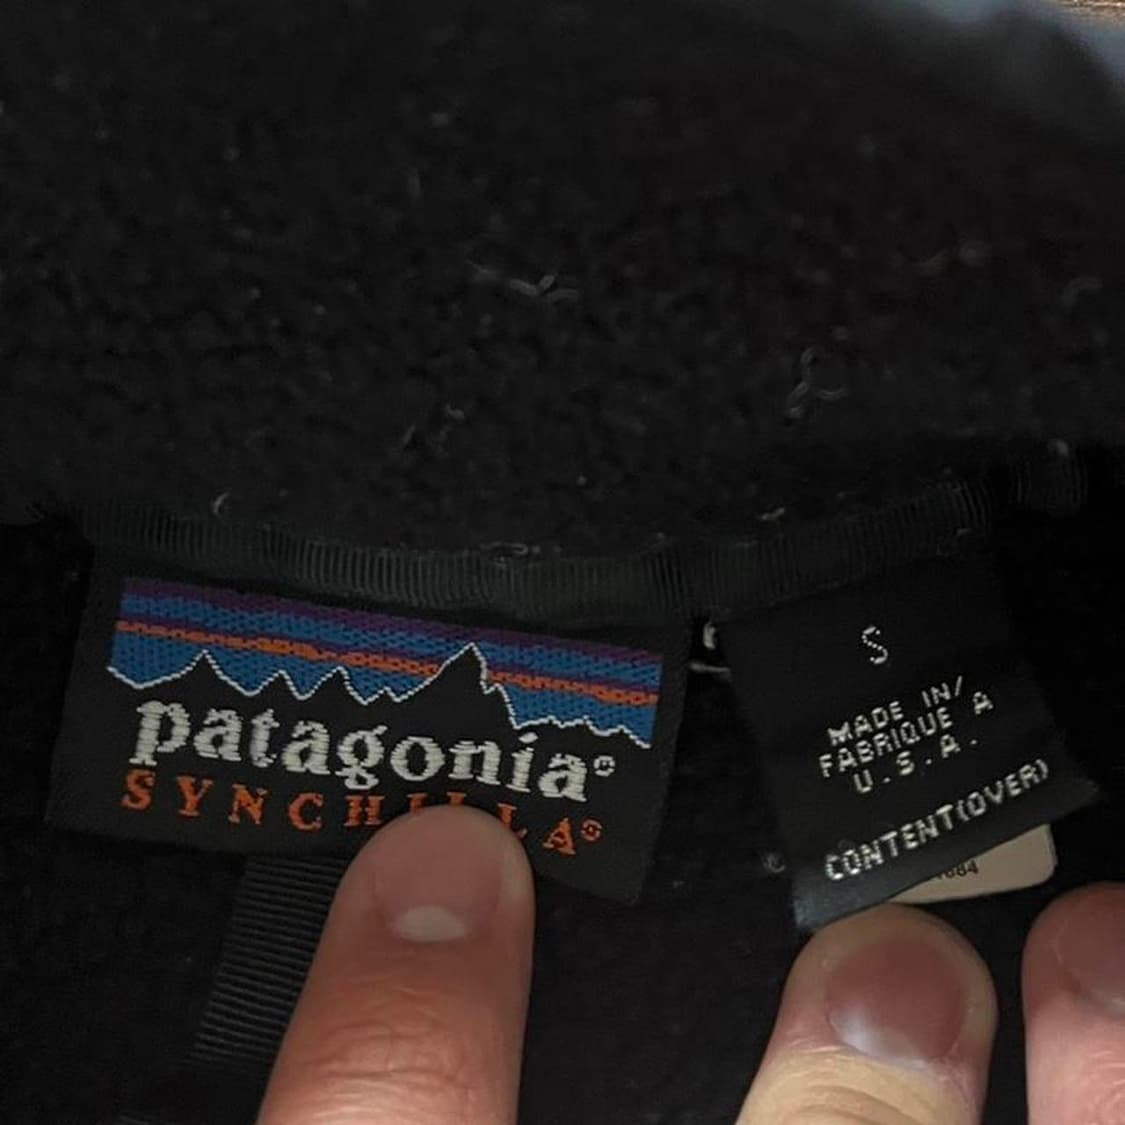 patagonia®
SYNCHILLA®
S
MADE IN/
FABRIQUE A
U.S.A.
CONTENT(OVER)